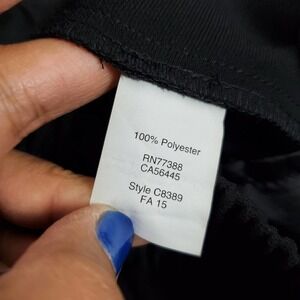 100% Polyester
RN77388
CA56445
Style C8389
FA 15